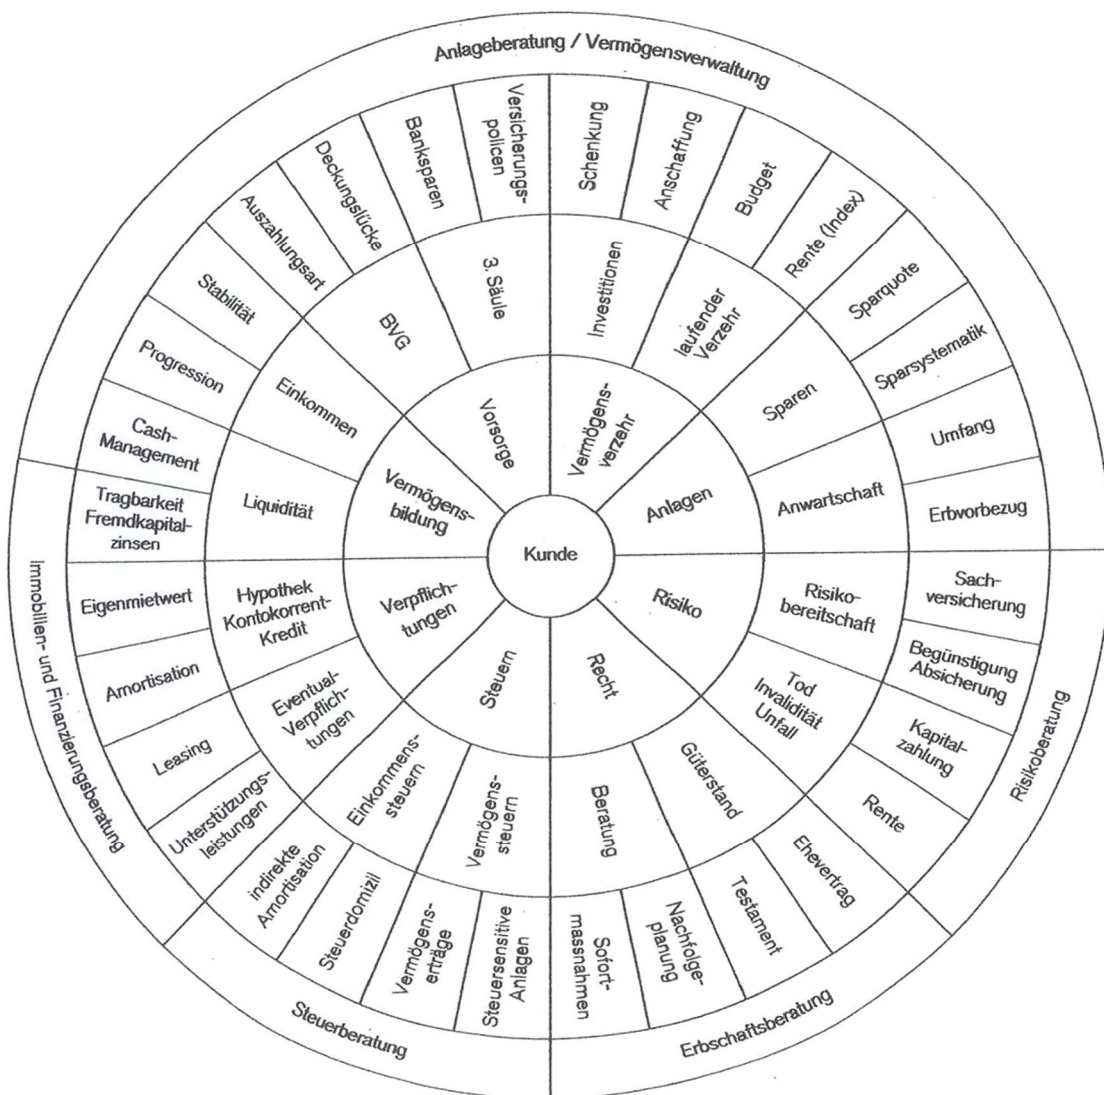 Anlageberatung / Vermögensverwaltung
Risikoberatung
Erbschaftsberatung
Steuerberatung
Immobilien- und Finanzierungsberatung
Schenkung
Anschaffung
Budget
Rente (Index)
Sparquote
Sparsystematik
Umfang
Erbvorbezug
Sach-
versicherung
Begünstigung
Absicherung
Kapital-
zahlung
Rente
Ehevertrag
Testament
Nachfolge-
planung
Sofort-
massnahmen
Steuersensitive
Anlagen
Vermögens-
erträge
Steuerdomizil
indirekte
Amortisation
Unterstützungs-
leistungen
Leasing
Amortisation
Eigenmietwert
Tragbarkeit
Fremdkapital-
zinsen
Cash-
Management
Progression
Stabilität
Auszahlungsart
Deckungslücke
Banksparen
Versicherungs-
policen
Investitionen
laufender
Verzehr
Sparen
Anwartschaft
Risiko-
bereitschaft
Tod
Invalidität
Unfall
Güterstand
Beratung
Vermögens-
steuern
Einkommens-
steuern
Eventual-
Verpflich-
tungen
Hypothek
Kontokorrent-
Kredit
Liquidität
Einkommen
BVG
3. Säule
Vermögens-
verzehr
Anlagen
Risiko
Recht
Steuern
Verpflich-
tungen
Vermögens-
bildung
Vorsorge
Kunde